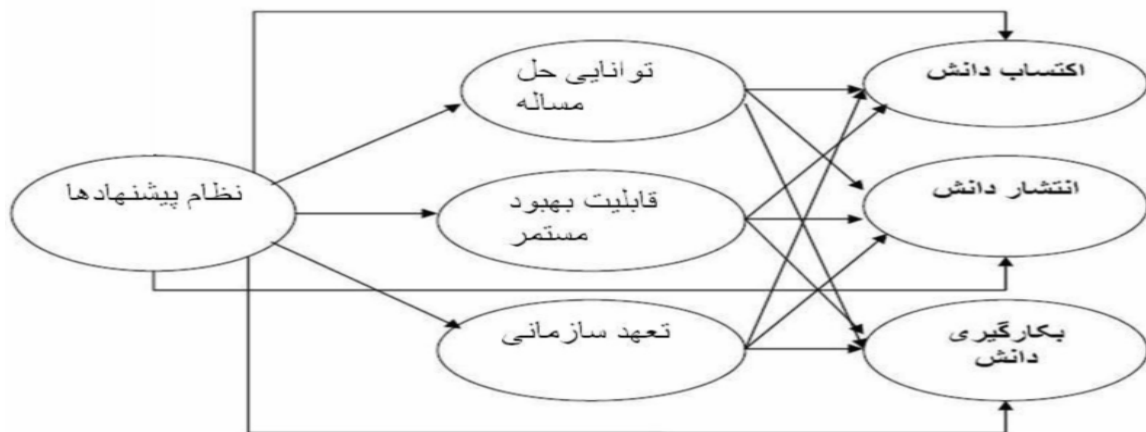 توانایی حل
مساله
اکتساب دانش
نظام پیشنهادها
قابلیت بهبود
مستمر
انتشار دانش
تعهد سازمانی
بکارگیری
دانش